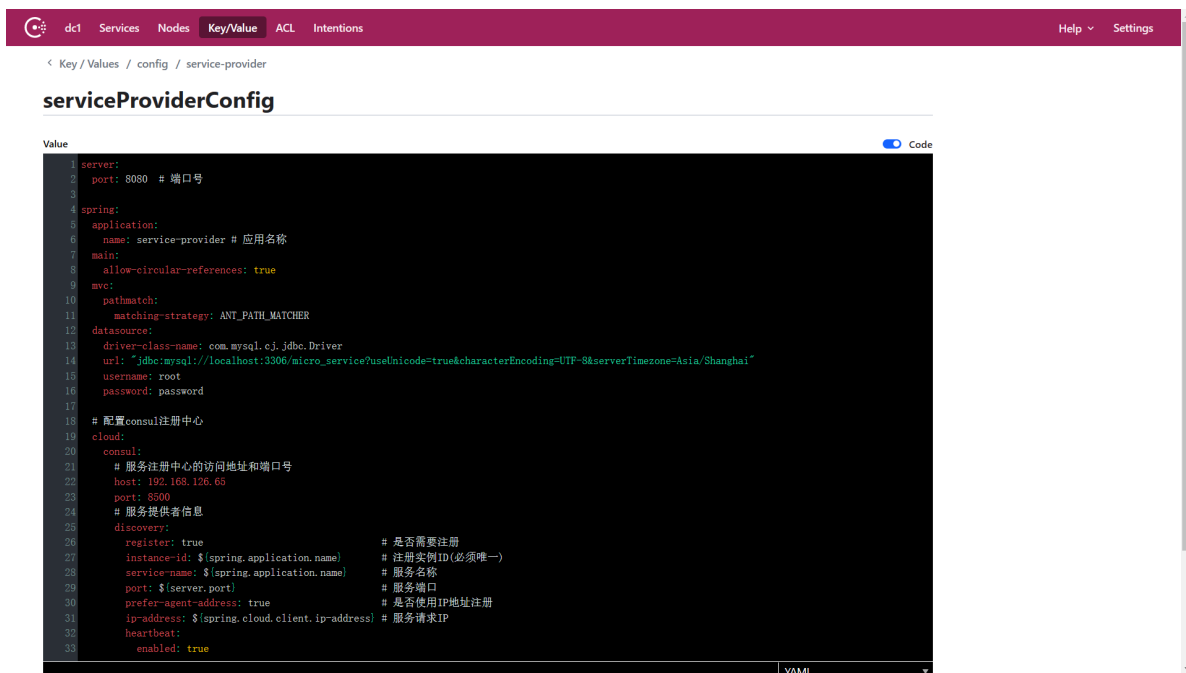 dc1 Services Nodes Key/Value ACL Intentions Help Settings
Key / Values / config / service-provider
serviceProviderConfig
Value Code
1 server:
2   port: 8080  # 端口号
3
4 spring:
5   application:
6     name: service-provider # 应用名称
7   main:
8     allow-circular-references: true
9   mvc:
10     pathmatch:
11       matching-strategy: ANT_PATH_MATCHER
12   datasource:
13     driver-class-name: com.mysql.cj.jdbc.Driver
14     url: "jdbc:mysql://localhost:3306/micro_service?useUnicode=true&characterEncoding=UTF-8&serverTimezone=Asia/Shanghai"
15     username: root
16     password: password
17
18   # 配置consul注册中心
19   cloud:
20     consul:
21       # 服务注册中心的访问地址和端口号
22       host: 192.168.126.65
23       port: 8500
24       # 服务提供者信息
25       discovery:
26         register: true                                # 是否需要注册
27         instance-id: ${spring.application.name}       # 注册实例ID(必须唯一)
28         service-name: ${spring.application.name}      # 服务名称
29         port: ${server.port}                          # 服务端口
30         prefer-agent-address: true                    # 是否使用IP地址注册
31         ip-address: ${spring.cloud.client.ip-address} # 服务请求IP
32         heartbeat:
33           enabled: true
YAML